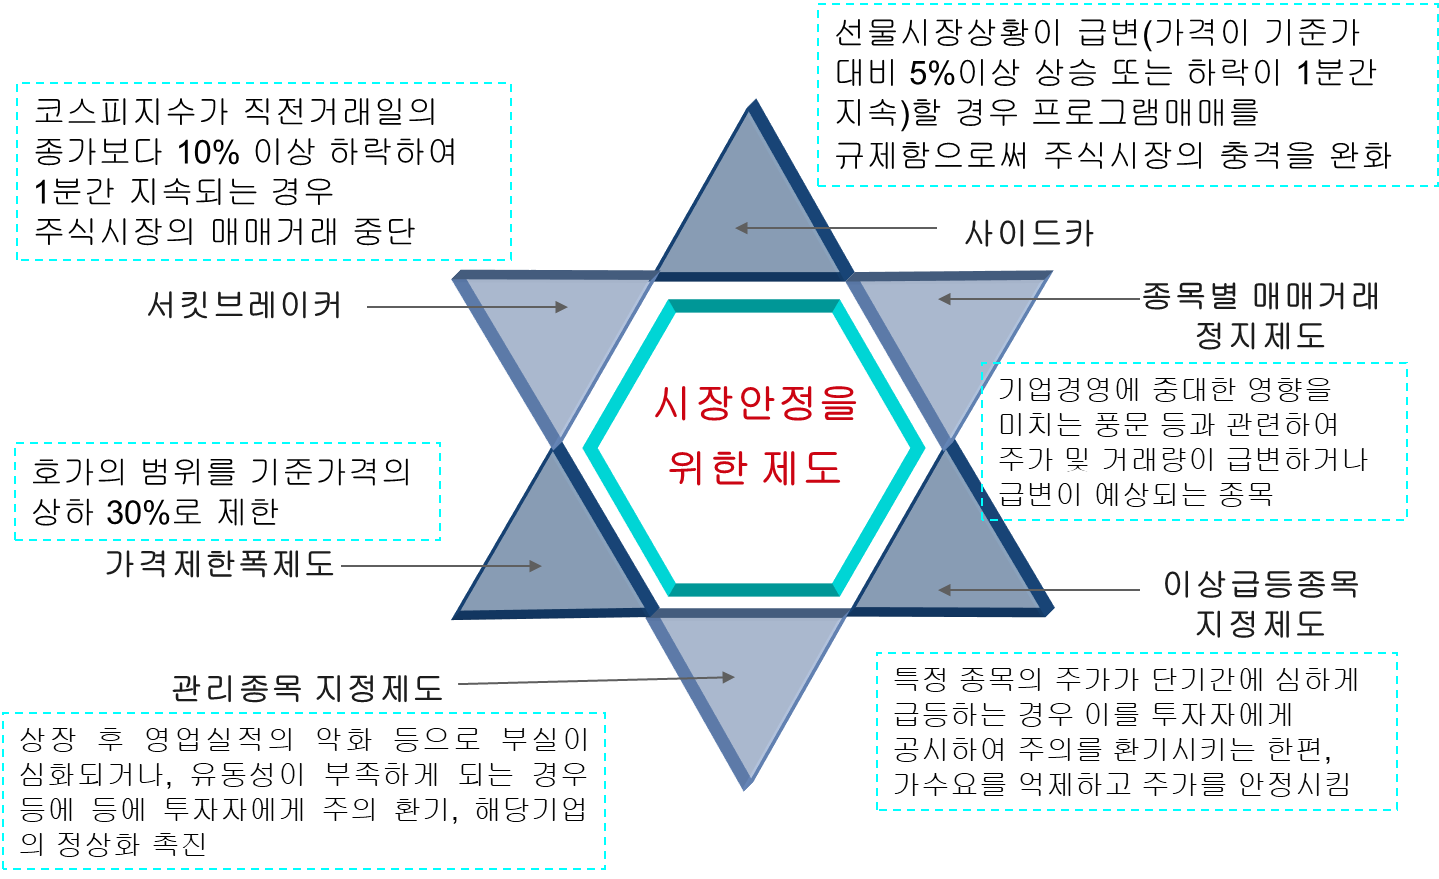 선물시장상황이 급변(가격이 기준가
대비 5%이상 상승 또는 하락이 1분간
지속)할 경우 프로그램매매를
규제함으로써 주식시장의 충격을 완화
사이드카
코스피지수가 직전거래일의
종가보다 10% 이상 하락하여
1분간 지속되는 경우
주식시장의 매매거래 중단
서킷브레이커
종목별 매매거래
정지제도
기업경영에 중대한 영향을
미치는 풍문 등과 관련하여
주가 및 거래량이 급변하거나
급변이 예상되는 종목
시장안정을
위한 제도
호가의 범위를 기준가격의
상하 30%로 제한
가격제한폭제도
이상급등종목
지정제도
특정 종목의 주가가 단기간에 심하게
급등하는 경우 이를 투자자에게
공시하여 주의를 환기시키는 한편,
가수요를 억제하고 주가를 안정시킴
관리종목 지정제도
상장 후 영업실적의 악화 등으로 부실이
심화되거나, 유동성이 부족하게 되는 경우
등에 등에 투자자에게 주의 환기, 해당기업
의 정상화 촉진